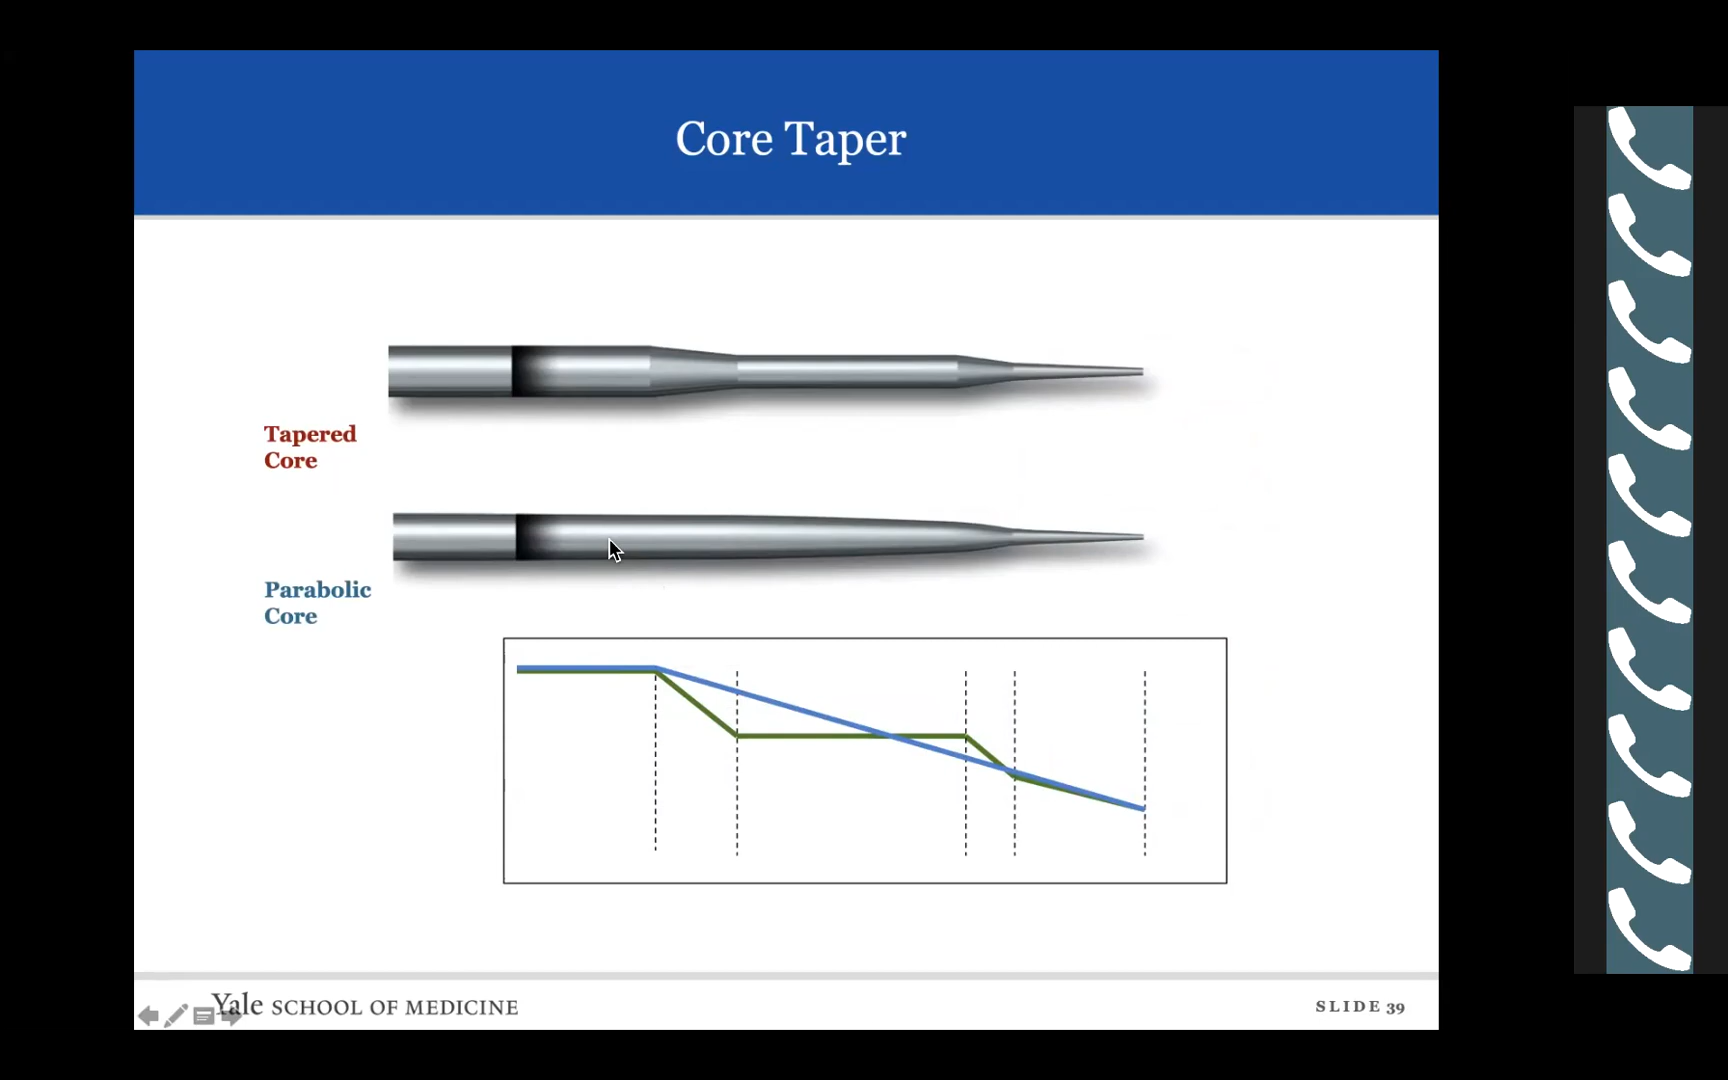 Core Taper
Tapered
Core
Parabolic
Core
Yale SCHOOL OF MEDICINE
SLIDE 39